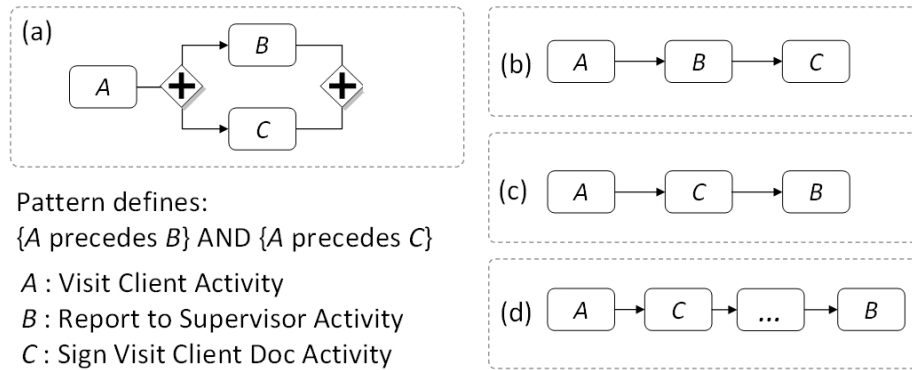 (a)
A
B
C
Pattern defines:
{A precedes B} AND {A precedes C}
A : Visit Client Activity
B : Report to Supervisor Activity
C : Sign Visit Client Doc Activity
(b) A B C
(c) A C B
(d) A C ... B